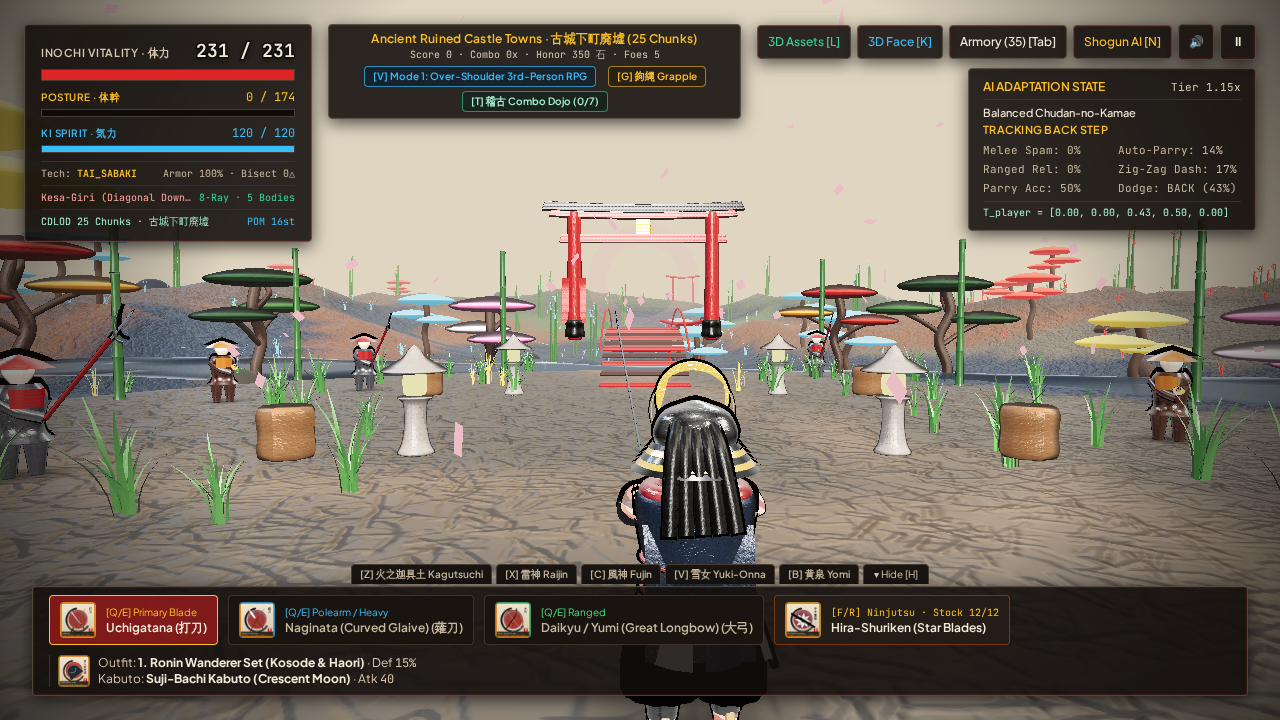 INOCHI VITALITY · 体力 231 / 231
POSTURE · 体幹 0 / 174
KI SPIRIT · 気力 120 / 120
Tech: TAI_SABAKI Armor 100% · Bisect 0△
Kesa-Giri (Diagonal Down… 8-Ray · 5 Bodies
CDLOD 25 Chunks · 古城下町廃墟 POM 16st
Ancient Ruined Castle Towns · 古城下町廃墟 (25 Chunks)
Score 0 · Combo 0x · Honor 350 石 · Foes 5
[V] Mode 1: Over-Shoulder 3rd-Person RPG [G] 鉤縄 Grapple
[T] 稽古 Combo Dojo (0/7)
3D Assets [L] 3D Face [K] Armory (35) [Tab] Shogun AI [N]
AI ADAPTATION STATE Tier 1.15x
Balanced Chudan-no-Kamae
TRACKING BACK STEP
Melee Spam: 0% Auto-Parry: 14%
Ranged Rel: 0% Zig-Zag Dash: 17%
Parry Acc: 50% Dodge: BACK (43%)
T_player = [0.00, 0.00, 0.43, 0.50, 0.00]
[Z] 火之迦具土 Kagutsuchi [X] 雷神 Raijin [C] 風神 Fujin [V] 雪女 Yuki-Onna [B] 黄泉 Yomi ▾ Hide [H]
[Q/E] Primary Blade
Uchigatana (打刀)
[Q/E] Polearm / Heavy
Naginata (Curved Glaive) (薙刀)
[Q/E] Ranged
Daikyu / Yumi (Great Longbow) (大弓)
[F/R] Ninjutsu · Stock 12/12
Hira-Shuriken (Star Blades)
Outfit: 1. Ronin Wanderer Set (Kosode & Haori) · Def 15%
Kabuto: Suji-Bachi Kabuto (Crescent Moon) · Atk 40